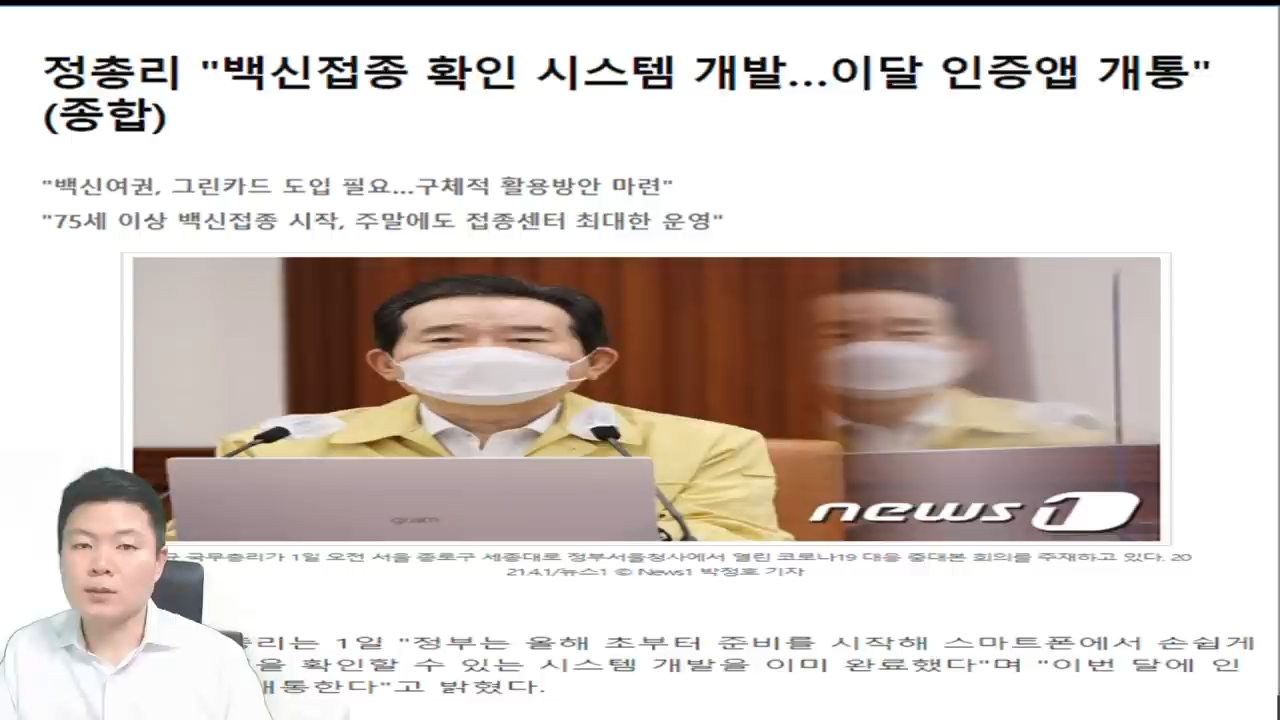 정총리 "백신접종 확인 시스템 개발...이달 인증앱 개통"
(종합)
"백신여권, 그린카드 도입 필요...구체적 활용방안 마련"
"75세 이상 백신접종 시작, 주말에도 접종센터 최대한 운영"
gram
news1
국무총리가 1일 오전 서울 종로구 세종대로 정부서울청사에서 열린 코로나19 대응 중대본 회의를 주재하고 있다. 20
21.4.1/뉴스1 © News1 박정호 기자
총리는 1일 "정부는 올해 초부터 준비를 시작해 스마트폰에서 손쉽게
을 확인할 수 있는 시스템 개발을 이미 완료했다"며 "이번 달에 인
개통한다"고 밝혔다.